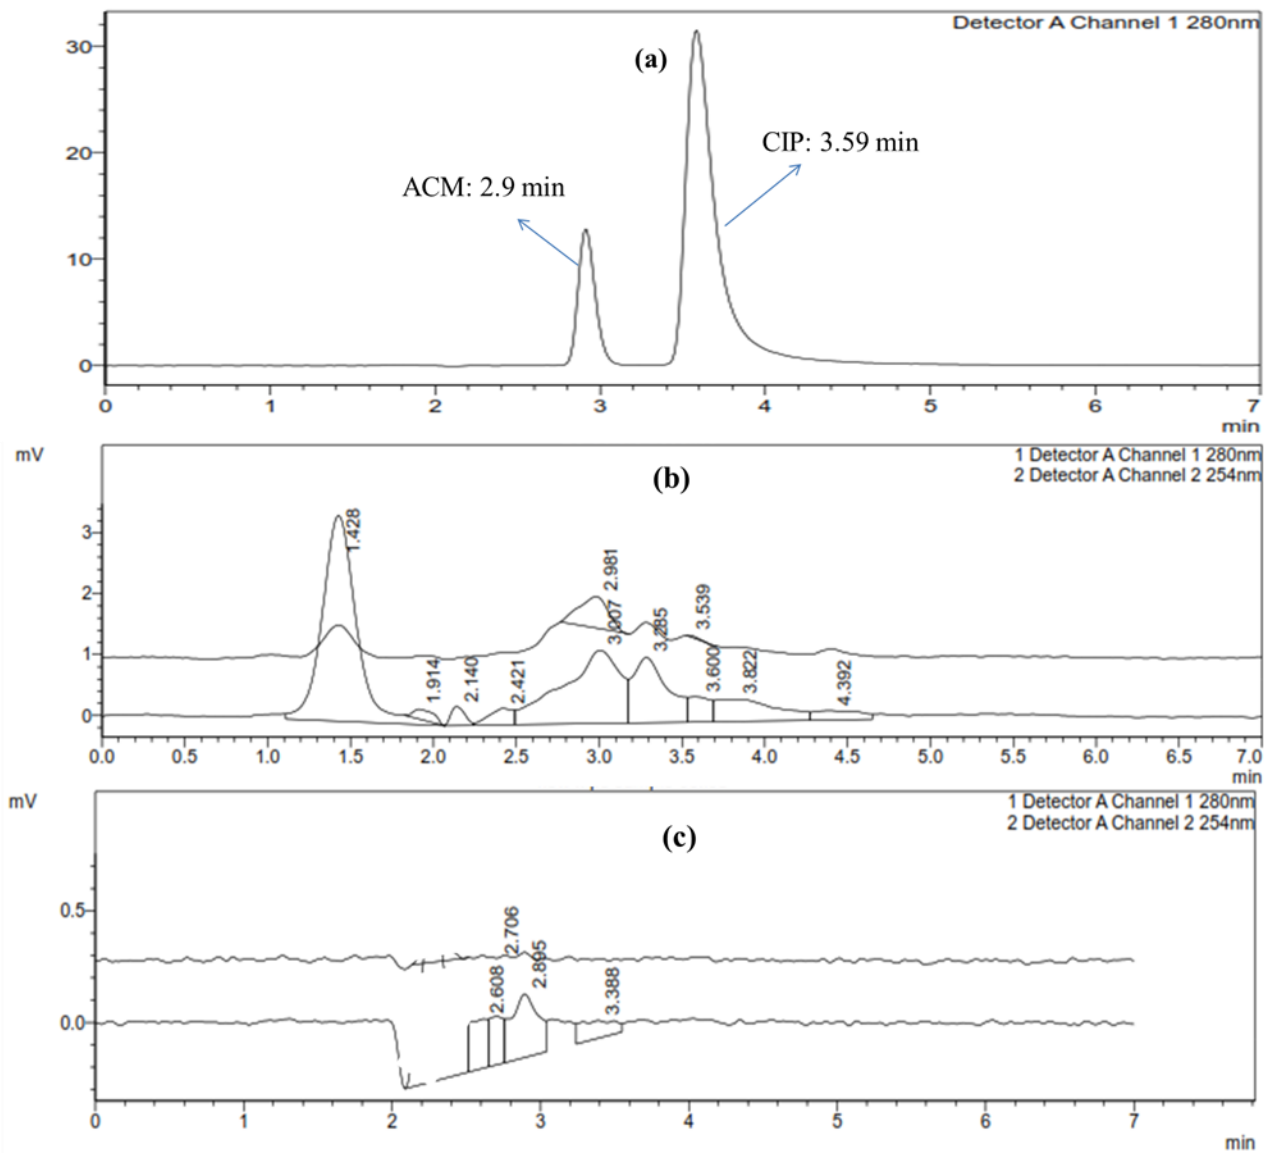 Detector A Channel 1 280nm
(a)
30
20
10
0
ACM: 2.9 min
CIP: 3.59 min
0 1 2 3 4 5 6 7
min
mV
1 Detector A Channel 1 280nm
2 Detector A Channel 2 254nm
(b)
3
2
1
0
1.428
1.914
2.140
2.421
2.981
3.007
3.285
3.539
3.600
3.822
4.392
0.0 0.5 1.0 1.5 2.0 2.5 3.0 3.5 4.0 4.5 5.0 5.5 6.0 6.5 7.0
min
mV
1 Detector A Channel 1 280nm
2 Detector A Channel 2 254nm
(c)
0.5
0.0
2.608
2.706
2.895
3.388
0 1 2 3 4 5 6 7
min